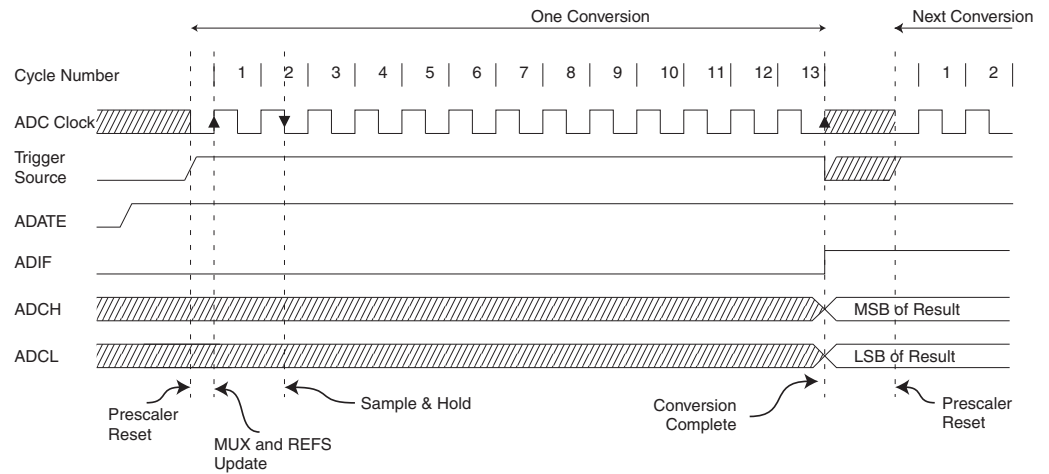 One Conversion
Next Conversion
Cycle Number
1 2 3 4 5 6 7 8 9 10 11 12 13 1 2
ADC Clock
Trigger
Source
ADATE
ADIF
ADCH
MSB of Result
ADCL
LSB of Result
Prescaler
Reset
MUX and REFS
Update
Sample & Hold
Conversion
Complete
Prescaler
Reset